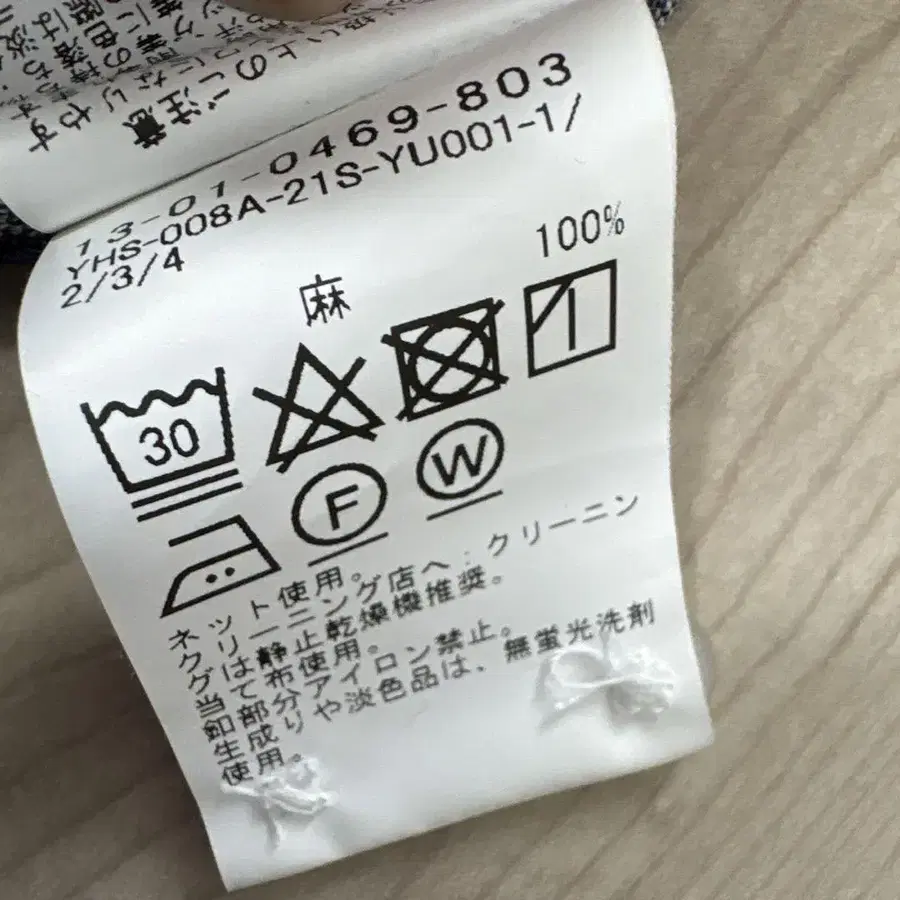 ご注意
13-01-0469-803
YHS-008A-21S-YU001-1/
2/3/4
麻 100%
30
F W
ネット使用。
クリーニング店へ:クリーニン
グは静止乾燥機推奨。
当て布使用。
釦部分アイロン禁止。
生成りや淡色品は、無蛍光洗剤
使用。